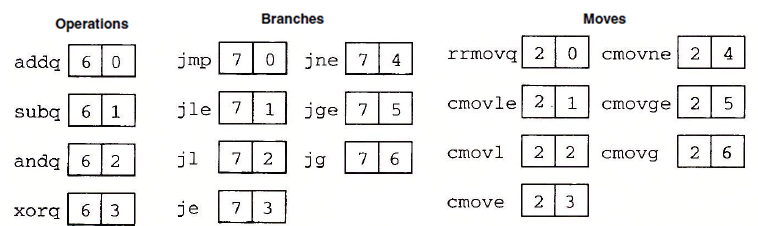 Operations Branches Moves
addq 6 0 jmp 7 0 jne 7 4 rrmovq 2 0 cmovne 2 4
subq 6 1 jle 7 1 jge 7 5 cmovle 2 1 cmovge 2 5
andq 6 2 jl 7 2 jg 7 6 cmovl 2 2 cmovg 2 6
xorq 6 3 je 7 3 cmove 2 3